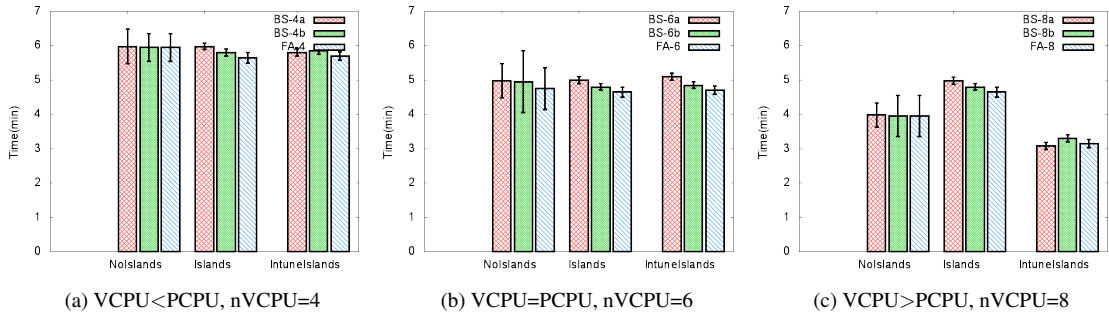 7
6
5
4
3
2
1
0
Time(min)
BS-4a
BS-4b
FA-4
NoIslands Islands IntuneIslands
(a) VCPU<PCPU, nVCPU=4
7
6
5
4
3
2
1
0
Time(min)
BS-6a
BS-6b
FA-6
NoIslands Islands IntuneIslands
(b) VCPU=PCPU, nVCPU=6
7
6
5
4
3
2
1
0
Time(min)
BS-8a
BS-8b
FA-8
NoIslands Islands IntuneIslands
(c) VCPU>PCPU, nVCPU=8